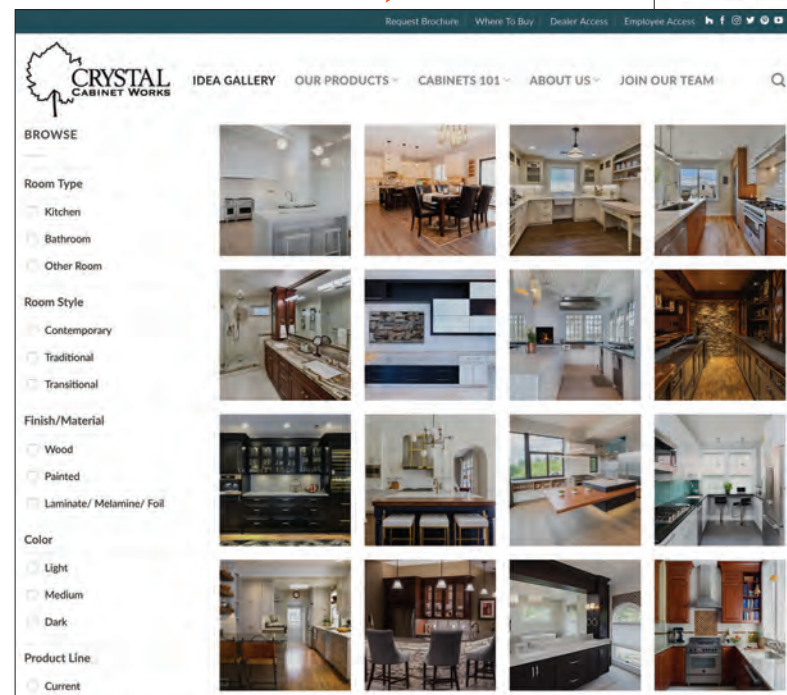 Request Brochure Where To Buy Dealer Access Employee Access
CRYSTAL
CABINET WORKS
IDEA GALLERY OUR PRODUCTS CABINETS 101 ABOUT US JOIN OUR TEAM
BROWSE
Room Type
Kitchen
Bathroom
Other Room
Room Style
Contemporary
Traditional
Transitional
Finish/Material
Wood
Painted
Laminate/ Melamine/ Foil
Color
Light
Medium
Dark
Product Line
Current